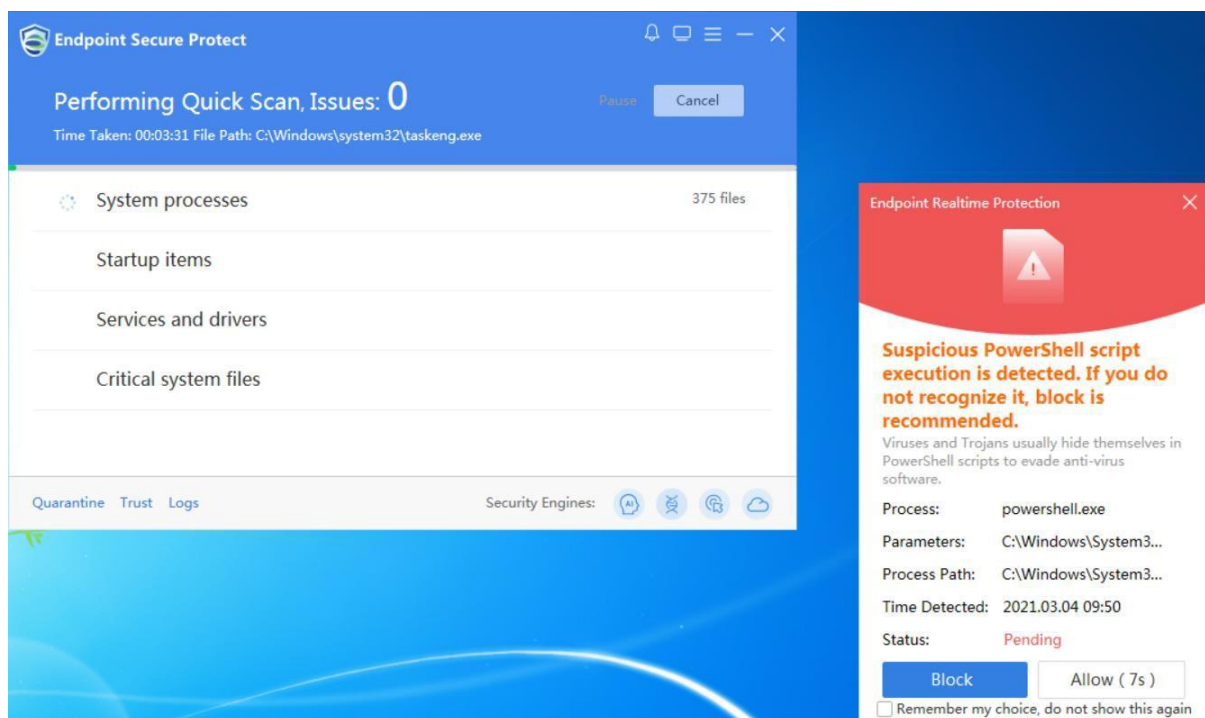 Endpoint Secure Protect
Performing Quick Scan, Issues: 0
Pause
Cancel
Time Taken: 00:03:31 File Path: C:\Windows\system32\taskeng.exe
System processes
375 files
Startup items
Services and drivers
Critical system files
Quarantine Trust Logs
Security Engines:
AI
Endpoint Realtime Protection
Suspicious PowerShell script
execution is detected. If you do
not recognize it, block is
recommended.
Viruses and Trojans usually hide themselves in
PowerShell scripts to evade anti-virus
software.
Process: powershell.exe
Parameters: C:\Windows\System3...
Process Path: C:\Windows\System3...
Time Detected: 2021.03.04 09:50
Status: Pending
Block
Allow ( 7s )
Remember my choice, do not show this again